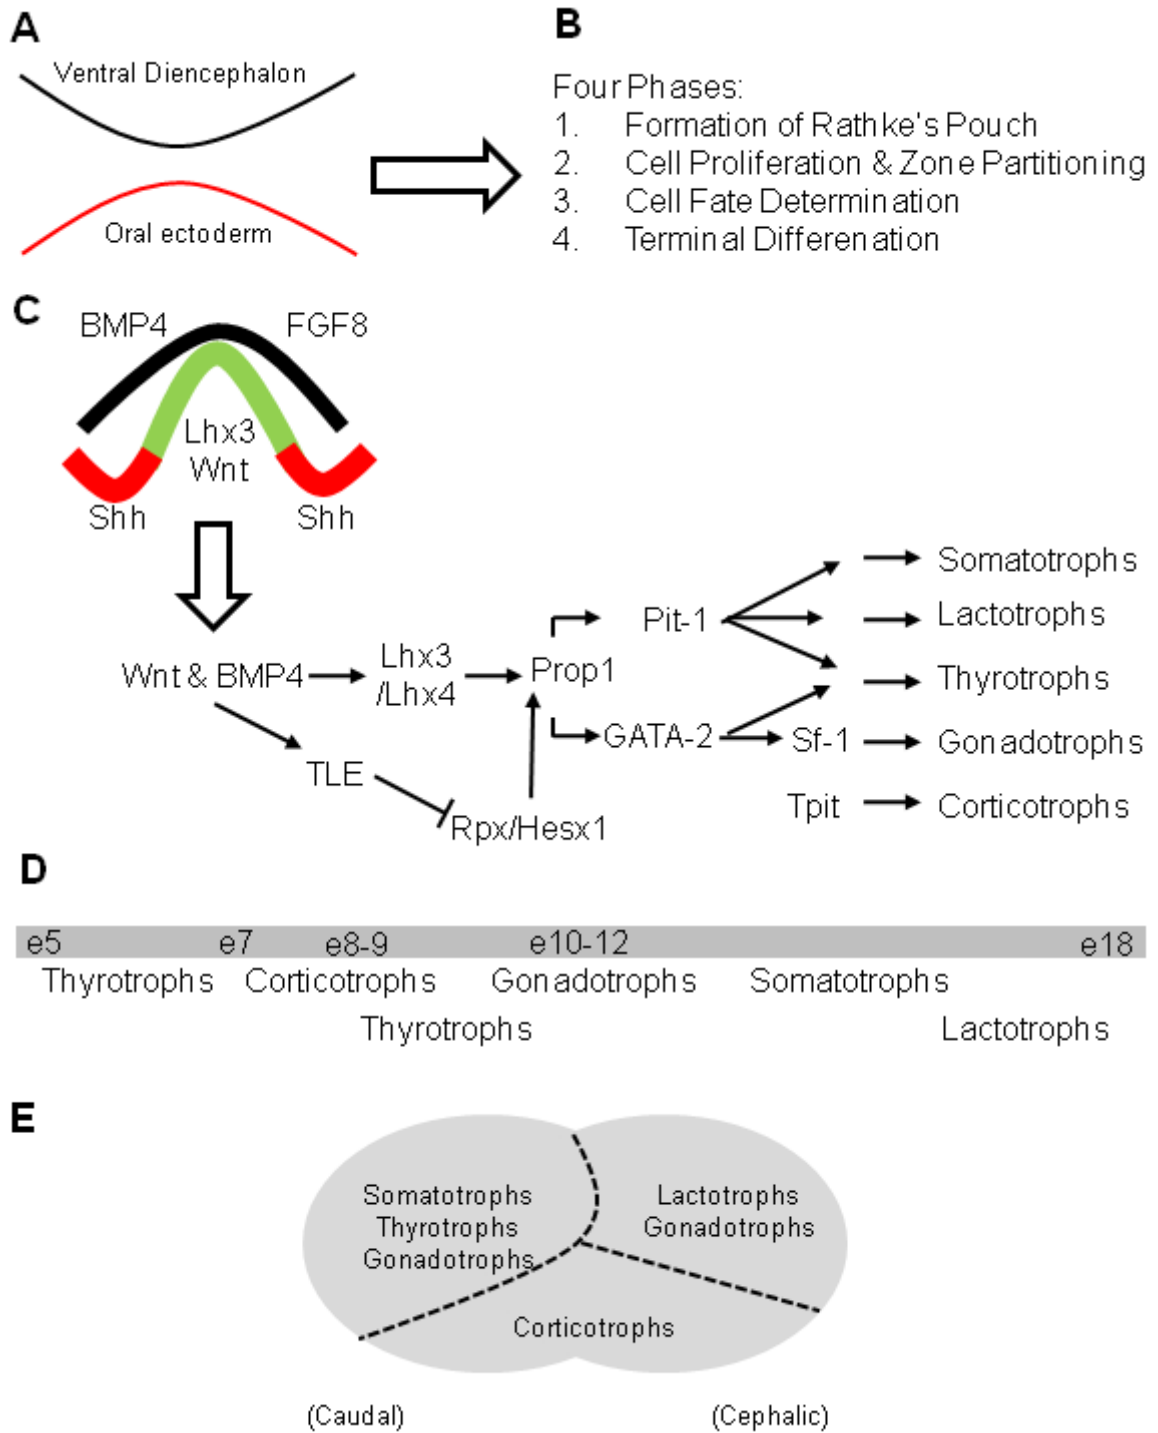 A
Ventral Diencephalon
Oral ectoderm
B
Four Phases:
1. Formation of Rathke's Pouch
2. Cell Proliferation & Zone Partitioning
3. Cell Fate Determination
4. Terminal Differenation
C
BMP4 FGF8
Lhx3
Wnt
Shh Shh
Wnt & BMP4
Lhx3
/Lhx4
Prop1
TLE
Rpx/Hesx1
Pit-1
GATA-2
Sf-1
Tpit
Somatotrophs
Lactotrophs
Thyrotrophs
Gonadotrophs
Corticotrophs
D
e5 e7 e8-9 e10-12 e18
Thyrotrophs Corticotrophs Gonadotrophs Somatotrophs
Thyrotrophs Lactotrophs
E
Somatotrophs
Thyrotrophs
Gonadotrophs
Lactotrophs
Gonadotrophs
Corticotrophs
(Caudal) (Cephalic)